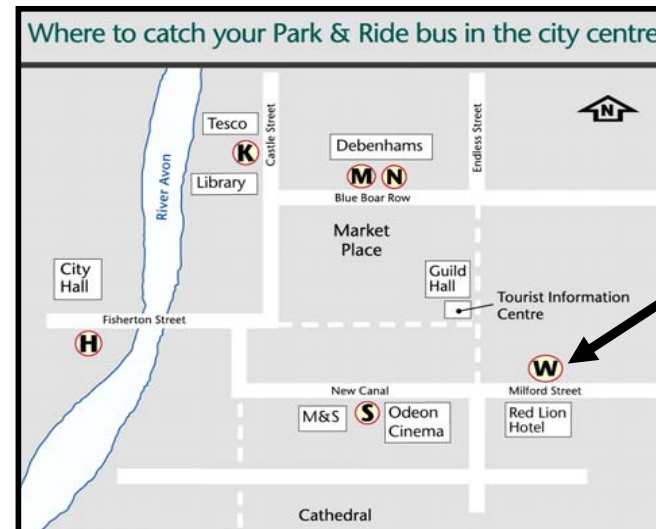 Where to catch your Park & Ride bus in the city centre
N
Tesco
K
Castle Street
Library
River Avon
Debenhams
M N
Blue Boar Row
Endless Street
Market
Place
City
Hall
Guild
Hall
Tourist Information
Centre
Fisherton Street
H
W
New Canal
Milford Street
M&S
S
Odeon
Cinema
Red Lion
Hotel
Cathedral